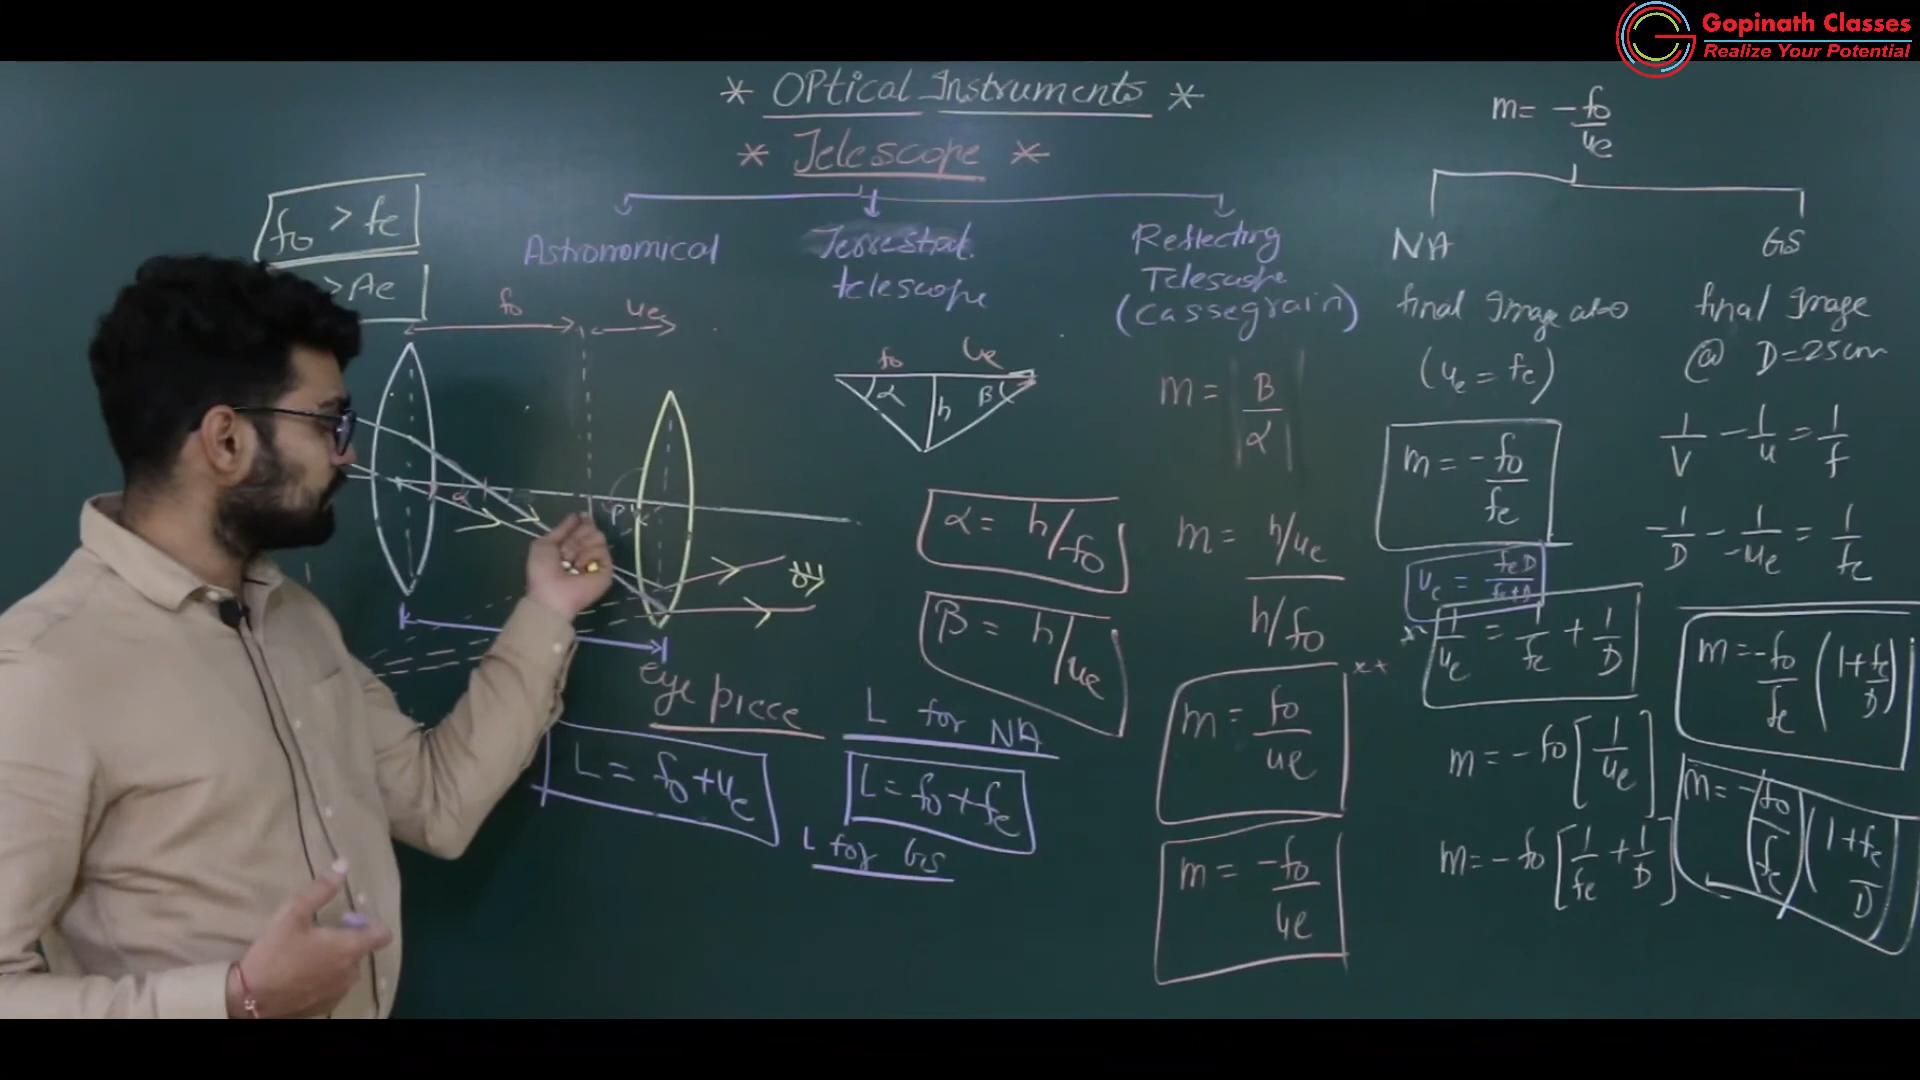 Gopinath Classes
Realize Your Potential
* OPtical Instruments *
* Telescope *
Astronomical
Terrestrial telescope
Reflecting Telescope (Cassegrain)
fo > fe
>Ae
fo
ue
α
β
eye piece
L = fo+ue
L for NA
L = fo+fe
L for GS
fo ue
α h β
α = h/fo
β = h/ue
m = | β/α |
m = h/ue / h/fo
m = fo/ue
m = -fo/ue
m = -fo/ue
NA
final Image at ∞
(ue = fe)
m = -fo/fe
ue = feD/fe+D
1/ue = 1/fe + 1/D
m = -fo[1/ue]
m = -fo[1/fe + 1/D]
GS
final Image
@ D=25cm
1/V - 1/u = 1/f
-1/D - 1/-ue = 1/fe
m = -fo/fe (1+fe/D)
m = -fo/fe (1+fe/D)